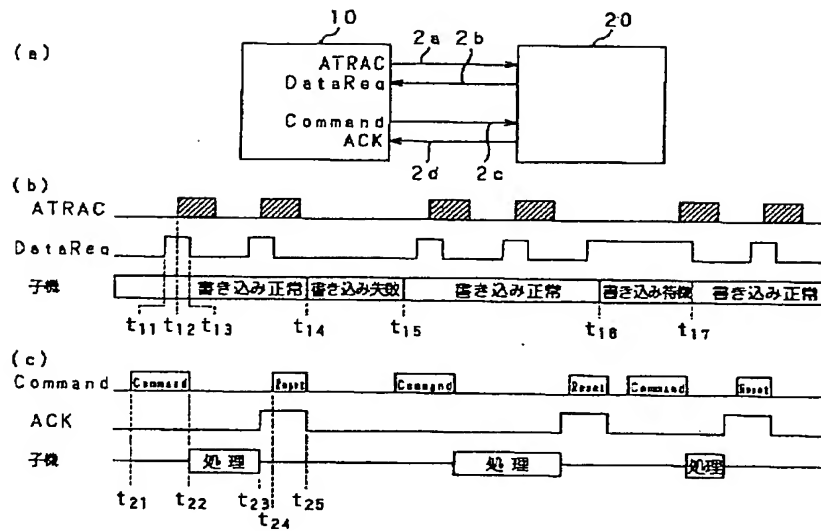 10 20
(a)
2a 2b
ATRAC
DataReq
Command
ACK
2d 2c
(b)
ATRAC
DataReq
子機 書き込み正常 書き込み失敗 書き込み正常 書き込み待機 書き込み正常
t11 t12 t13 t14 t15 t16 t17
(c)
Command Command Reset Command Reset Command Reset
ACK
子機 処理 処理 処理
t21 t22 t23 t24 t25